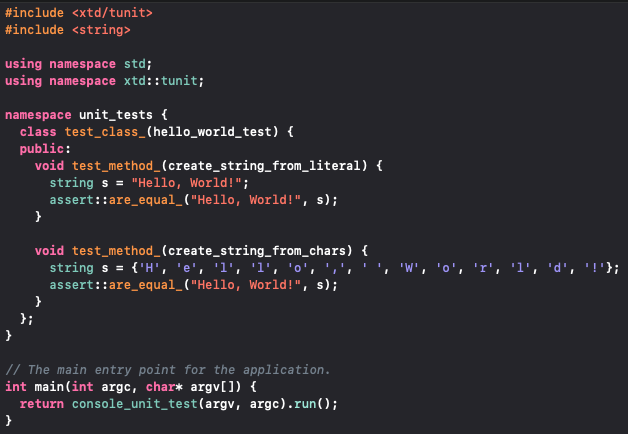 #include <xtd/tunit>
#include <string>

using namespace std;
using namespace xtd::tunit;

namespace unit_tests {
  class test_class_(hello_world_test) {
  public:
    void test_method_(create_string_from_literal) {
      string s = "Hello, World!";
      assert::are_equal_("Hello, World!", s);
    }

    void test_method_(create_string_from_chars) {
      string s = {'H', 'e', 'l', 'l', 'o', ',', ' ', 'W', 'o', 'r', 'l', 'd', '!'};
      assert::are_equal_("Hello, World!", s);
    }
  };
}

// The main entry point for the application.
int main(int argc, char* argv[]) {
  return console_unit_test(argv, argc).run();
}